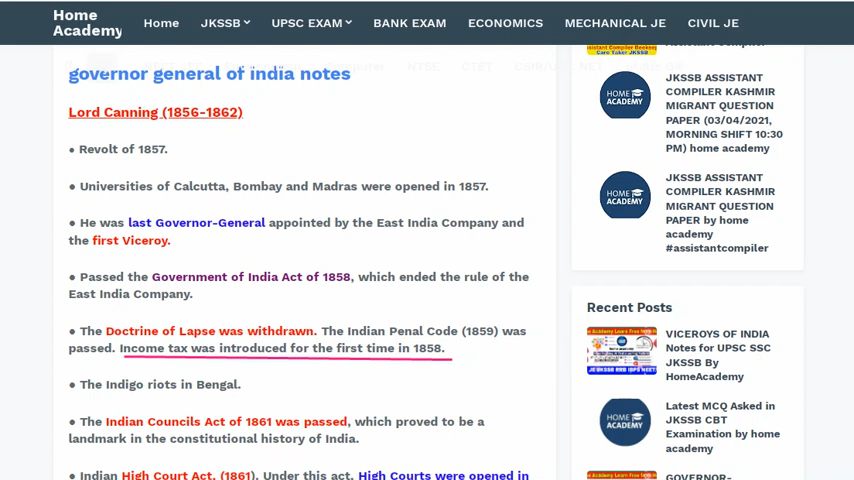 Home
Academy
Home
JKSSB
UPSC EXAM
BANK EXAM
ECONOMICS
MECHANICAL JE
CIVIL JE
governor general of india notes
Lord Canning (1856-1862)
● Revolt of 1857.
● Universities of Calcutta, Bombay and Madras were opened in 1857.
● He was last Governor-General appointed by the East India Company and
the first Viceroy.
● Passed the Government of India Act of 1858, which ended the rule of the
East India Company.
● The Doctrine of Lapse was withdrawn. The Indian Penal Code (1859) was
passed. Income tax was introduced for the first time in 1858.
● The Indigo riots in Bengal.
● The Indian Councils Act of 1861 was passed, which proved to be a
landmark in the constitutional history of India.
● Indian High Court Act, (1861). Under this act, High Courts were opened in
Care Taker JKSSB
HOME
ACADEMY
JKSSB ASSISTANT
COMPILER KASHMIR
MIGRANT QUESTION
PAPER (03/04/2021,
MORNING SHIFT 10:30
PM) home academy
HOME
ACADEMY
JKSSB ASSISTANT
COMPILER KASHMIR
MIGRANT QUESTION
PAPER by home
academy
#assistantcompiler
Recent Posts
VICEROYS OF INDIA
Notes for UPSC SSC
JKSSB By
HomeAcademy
HOME
ACADEMY
Latest MCQ Asked in
JKSSB CBT
Examination by home
academy
GOVERNOR-